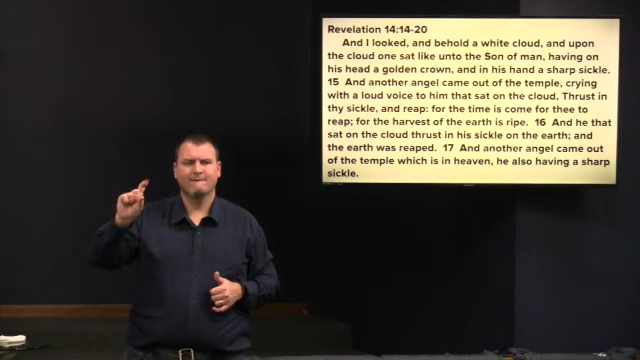 Revelation 14:14-20
And I looked, and behold a white cloud, and upon
the cloud one sat like unto the Son of man, having on
his head a golden crown, and in his hand a sharp sickle.
15 And another angel came out of the temple, crying
with a loud voice to him that sat on the cloud, Thrust in
thy sickle, and reap: for the time is come for thee to
reap; for the harvest of the earth is ripe. 16 And he that
sat on the cloud thrust in his sickle on the earth; and
the earth was reaped. 17 And another angel came out
of the temple which is in heaven, he also having a sharp
sickle.